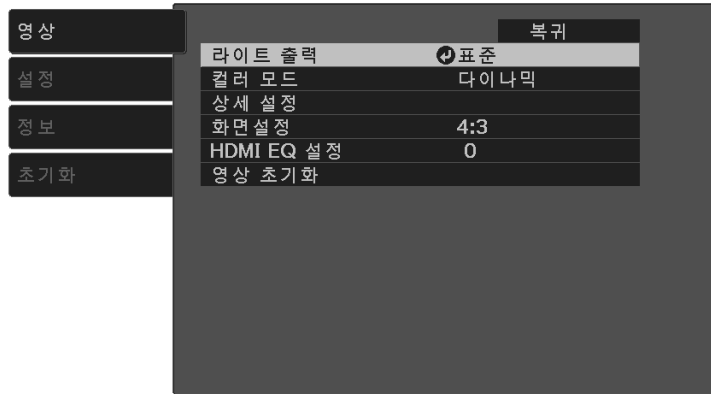 영상
설정
정보
초기화
복귀
라이트 출력 표준
컬러 모드 다이나믹
상세 설정
화면설정 4:3
HDMI EQ 설정 0
영상 초기화